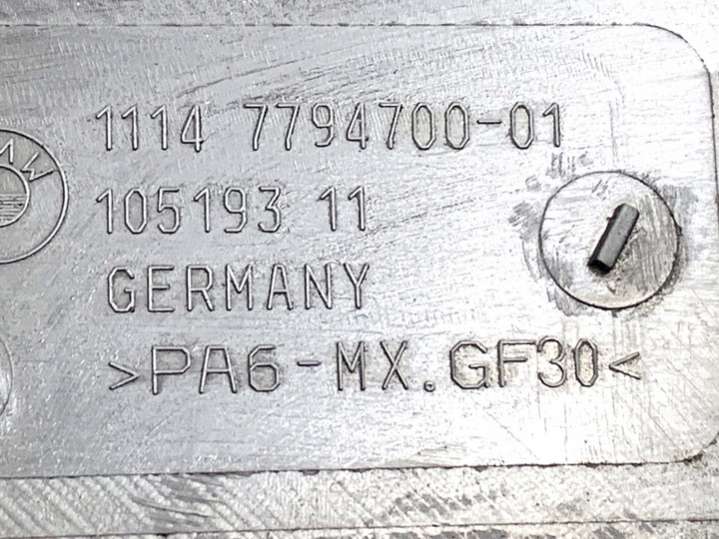 1114 7794700-01
105193 11
GERMANY
>PA6-MX.GF30<